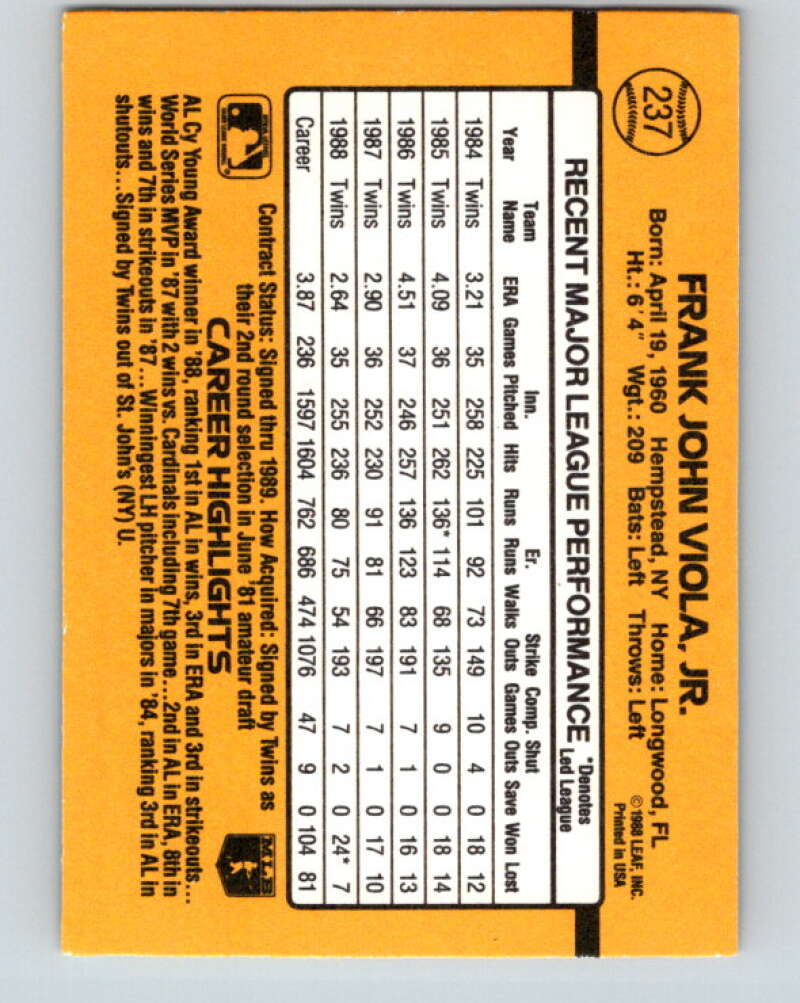 237
FRANK JOHN VIOLA, JR.
Born: April 19, 1960 Hempstead, NY Home: Longwood, FL
Ht.: 6'4" Wgt.: 209 Bats: Left Throws: Left
©1988 LEAF, INC.
Printed in USA
RECENT MAJOR LEAGUE PERFORMANCE *Denotes
Led League
Team Inn. Er. Strike Comp. Shut
Year Name ERA Games Pitched Hits Runs Runs Walks Outs Games Outs Save Won Lost
1984 Twins 3.21 35 258 225 101 92 73 149 10 4 0 18 12
1985 Twins 4.09 36 251 262 136* 114 68 135 9 0 0 18 14
1986 Twins 4.51 37 246 257 136 123 83 191 7 1 0 16 13
1987 Twins 2.90 36 252 230 91 81 66 197 7 1 0 17 10
1988 Twins 2.64 35 255 236 80 75 54 193 7 2 0 24* 7
Career 3.87 236 1597 1604 762 686 474 1076 47 9 0 104 81
Contract Status: Signed thru 1989. How Acquired: Signed by Twins as
their 2nd round selection in June '81 amateur draft
MLB
CAREER HIGHLIGHTS
AL Cy Young Award winner in '88, ranking 1st in AL in wins, 3rd in ERA and 3rd in strikeouts...
World Series MVP in '87 with 2 wins vs. Cardinals including 7th game...2nd in AL in ERA, 8th in
wins and 7th in strikeouts in '87...Winningest LH pitcher in majors in '84, ranking 3rd in AL in
shutouts...Signed by Twins out of St. John's (NY) U.